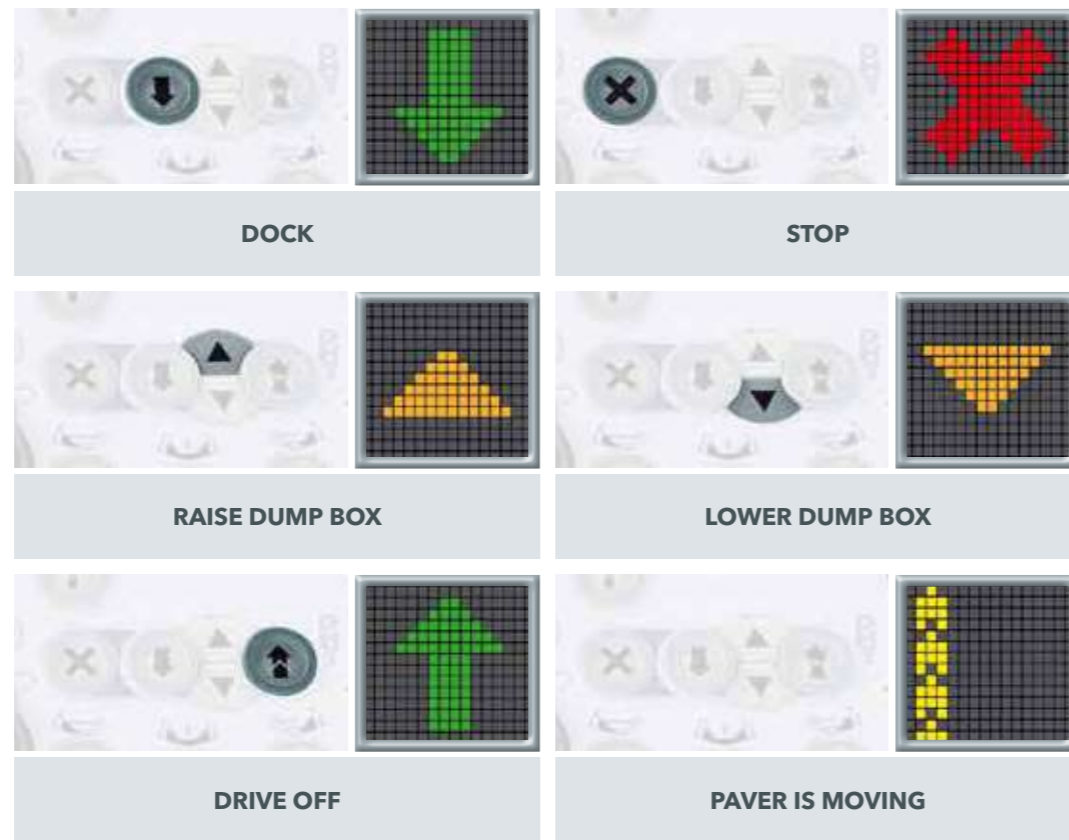 DOCK
STOP
RAISE DUMP BOX
LOWER DUMP BOX
DRIVE OFF
PAVER IS MOVING